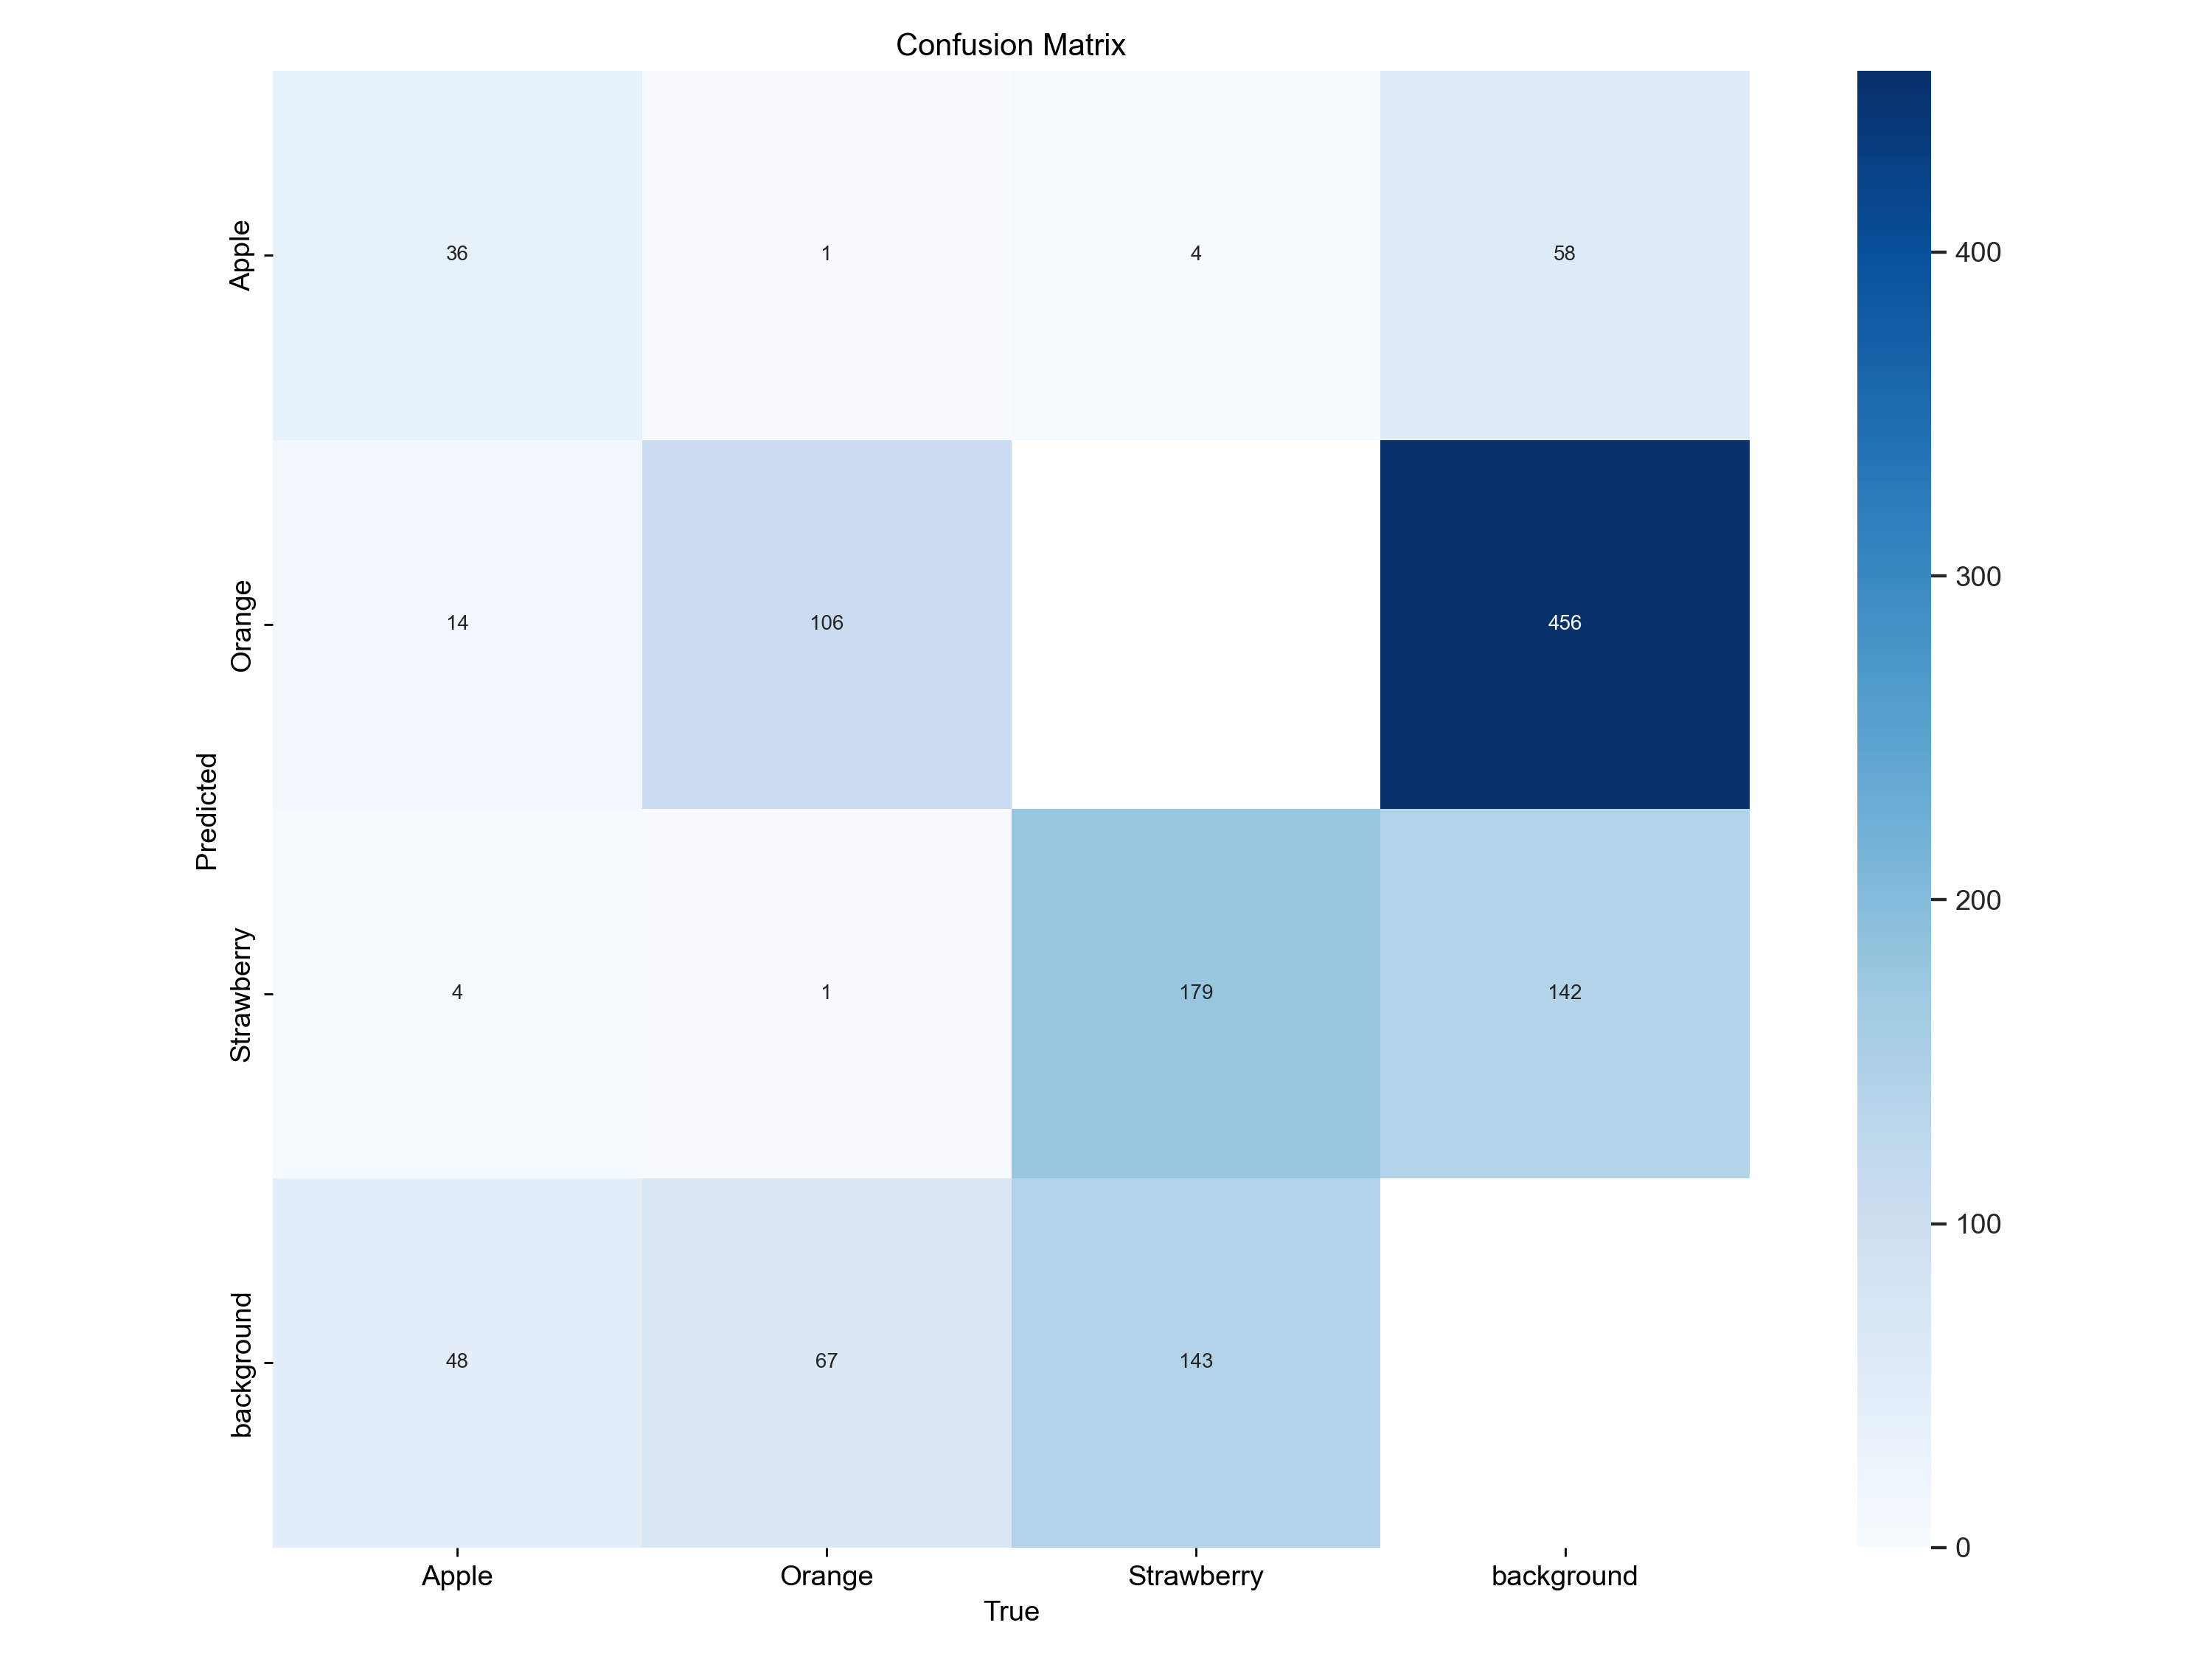 Confusion Matrix
Apple
36
1
4
58
400
Orange
14
106
456
300
Predicted
Strawberry
4
1
179
142
200
background
48
67
143
100
0
Apple
Orange
Strawberry
background
True